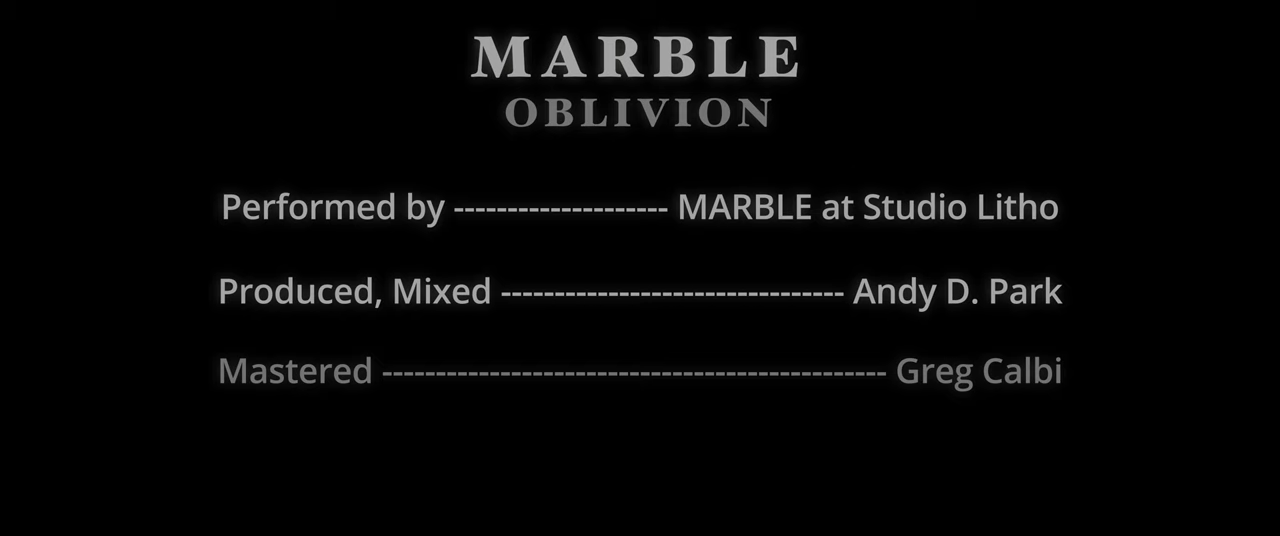 MARBLE
OBLIVION
Performed by -------------------- MARBLE at Studio Litho
Produced, Mixed -------------------------------- Andy D. Park
Mastered ----------------------------------------------- Greg Calbi